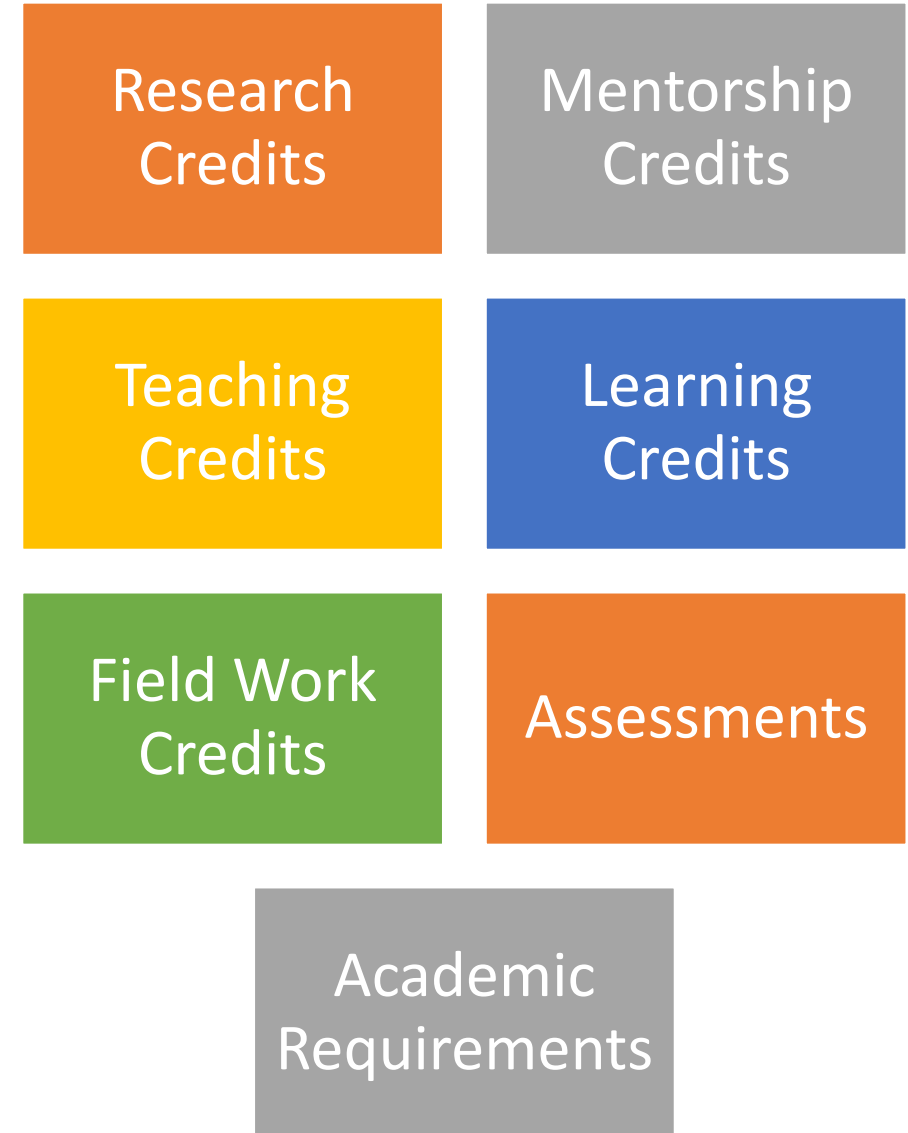 Research
Credits
Mentorship
Credits
Teaching
Credits
Learning
Credits
Field Work
Credits
Assessments
Academic
Requirements